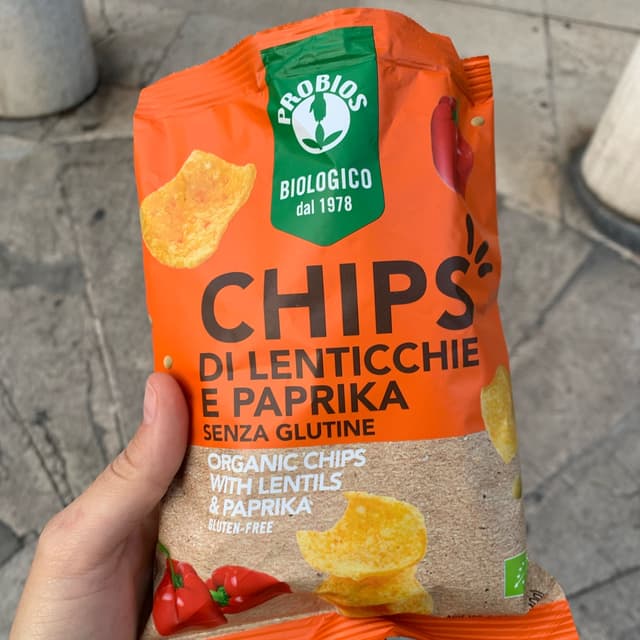 PROBIOS
BIOLOGICO
dal 1978
CHIPS
DI LENTICCHIE
E PAPRIKA
SENZA GLUTINE
ORGANIC CHIPS
WITH LENTILS
& PAPRIKA
GLUTEN-FREE